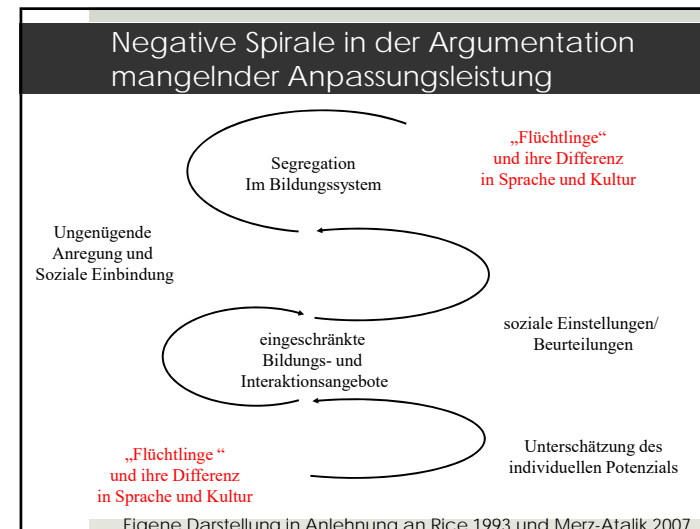 Negative Spirale in der Argumentation
mangelnder Anpassungsleistung
„Flüchtlinge“
und ihre Differenz
in Sprache und Kultur
Segregation
Im Bildungssystem
Ungenügende
Anregung und
Soziale Einbindung
soziale Einstellungen/
Beurteilungen
eingeschränkte
Bildungs- und
Interaktionsangebote
Unterschätzung des
individuellen Potenzials
„Flüchtlinge “
und ihre Differenz
in Sprache und Kultur
Eigene Darstellung in Anlehnung an Rice 1993 und Merz-Atalik 2007